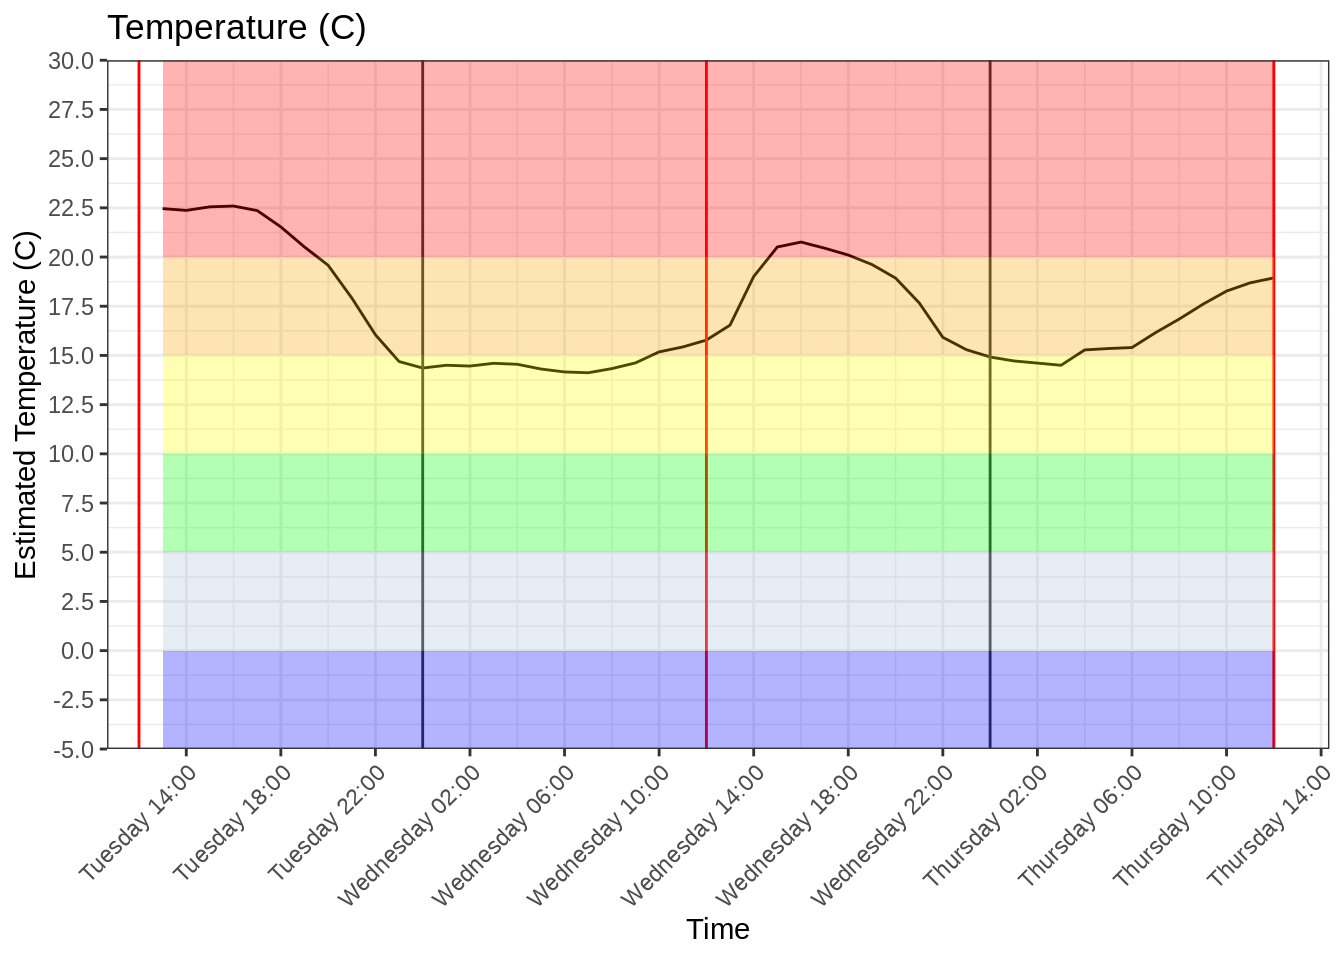 Temperature (C)
Estimated Temperature (C)
30.0
27.5
25.0
22.5
20.0
17.5
15.0
12.5
10.0
7.5
5.0
2.5
0.0
-2.5
-5.0
Tuesday 14:00
Tuesday 18:00
Tuesday 22:00
Wednesday 02:00
Wednesday 06:00
Wednesday 10:00
Wednesday 14:00
Wednesday 18:00
Wednesday 22:00
Thursday 02:00
Thursday 06:00
Thursday 10:00
Thursday 14:00
Time